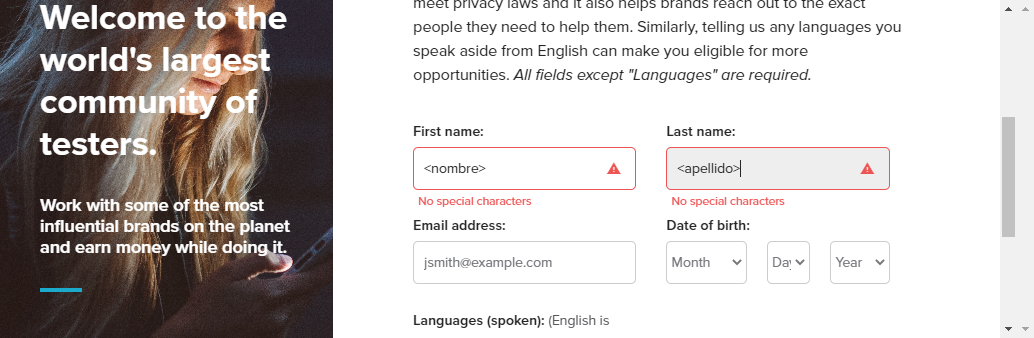 Welcome to the
world's largest
community of
testers.
Work with some of the most
influential brands on the planet
and earn money while doing it.
meet privacy laws and it also helps brands reach out to the exact
people they need to help them. Similarly, telling us any languages you
speak aside from English can make you eligible for more
opportunities. All fields except "Languages" are required.
First name:
Last name:
<nombre>
<apellido>
No special characters
No special characters
Email address:
Date of birth:
jsmith@example.com
Month
Day
Year
Languages (spoken): (English is